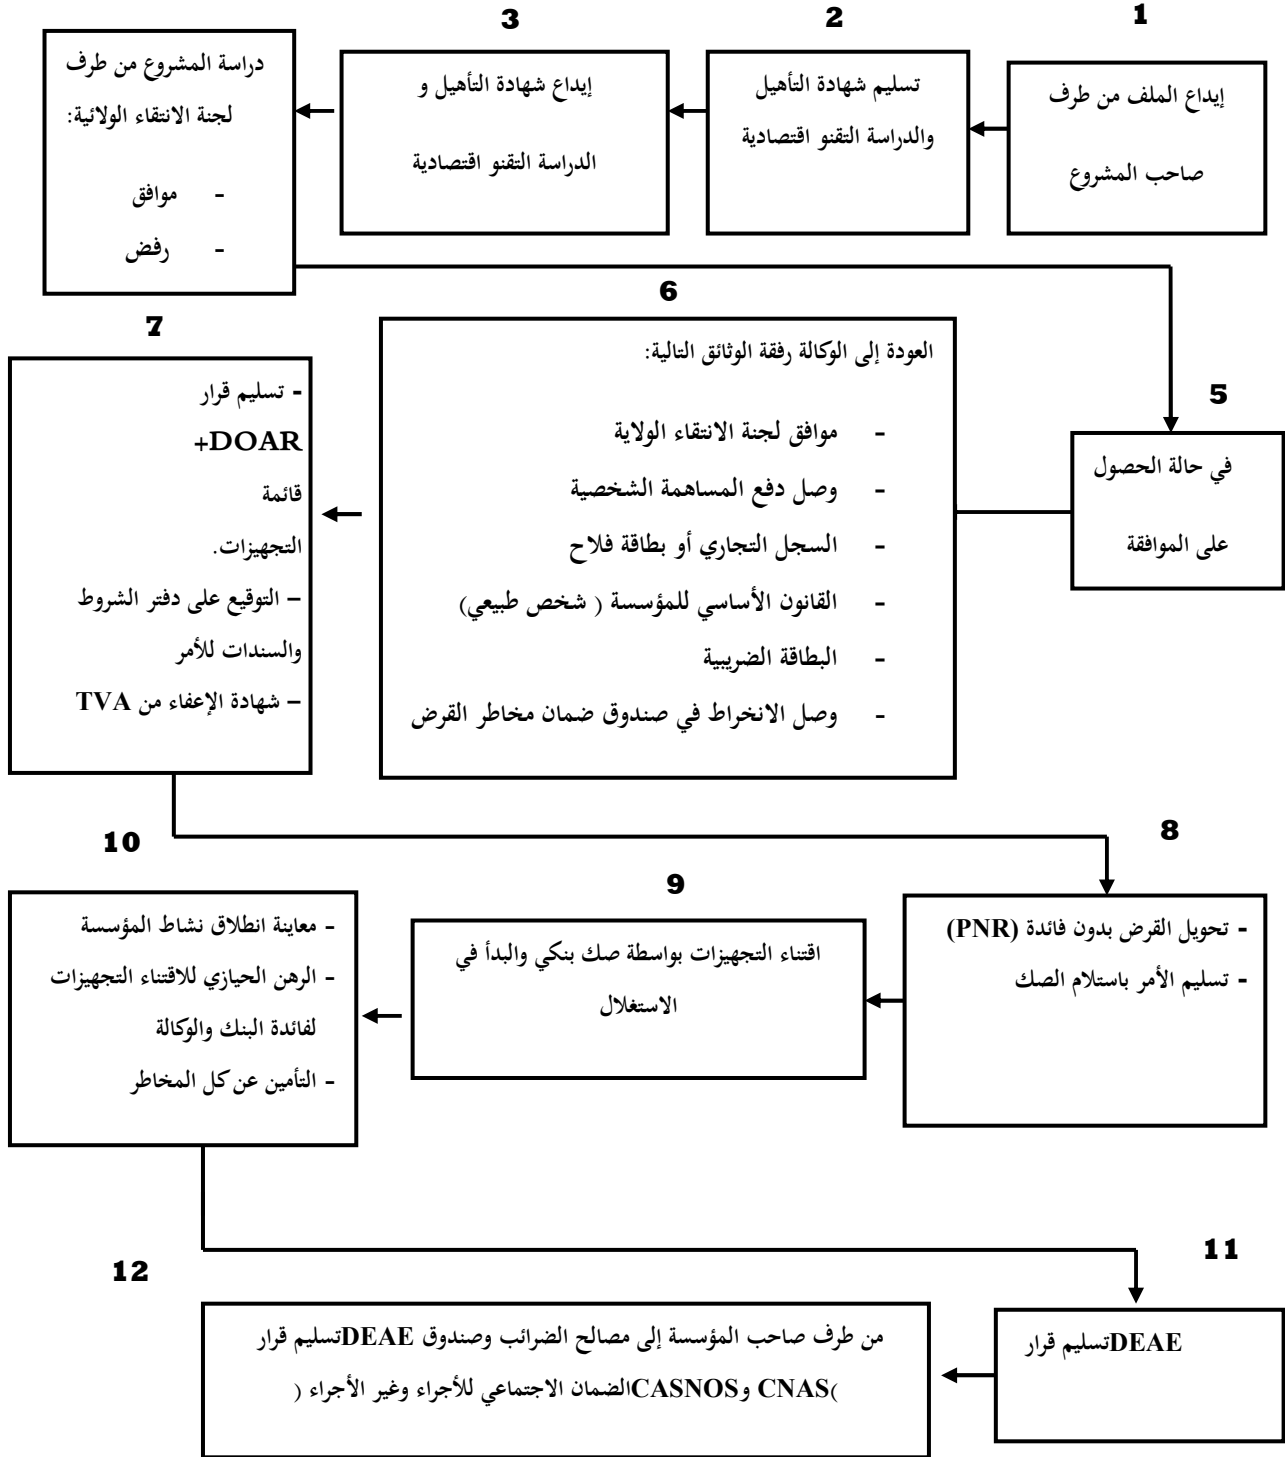 1
إيداع الملف من طرف
صاحب المشروع
2
تسليم شهادة التأهيل
والدراسة التقنو اقتصادية
3
إيداع شهادة التأهيل و
الدراسة التقنو اقتصادية
دراسة المشروع من طرف
لجنة الانتقاء الولائية:
- موافق
- رفض
5
في حالة الحصول
على الموافقة
6
العودة إلى الوكالة رفقة الوثائق التالية:
- موافق لجنة الانتقاء الولاية
- وصل دفع المساهمة الشخصية
- السجل التجاري أو بطاقة فلاح
- القانون الأساسي للمؤسسة ( شخص طبيعي)
- البطاقة الضريبية
- وصل الانخراط في صندوق ضمان مخاطر القرض
7
- تسليم قرار
+DOAR
قائمة
التجهيزات.
– التوقيع على دفتر الشروط
والسندات للأمر
– شهادة الإعفاء من TVA
8
- تحويل القرض بدون فائدة (PNR)
- تسليم الأمر باستلام الصك
9
اقتناء التجهيزات بواسطة صك بنكي والبدأ في
الاستغلال
10
- معاينة انطلاق نشاط المؤسسة
- الرهن الحيازي للاقتناء التجهيزات
لفائدة البنك والوكالة
- التأمين عن كل المخاطر
11
DEAEتسليم قرار
12
من طرف صاحب المؤسسة إلى مصالح الضرائب وصندوق DEAEتسليم قرار
)CNAS وCASNOSالضمان الاجتماعي للأجراء وغير الأجراء (